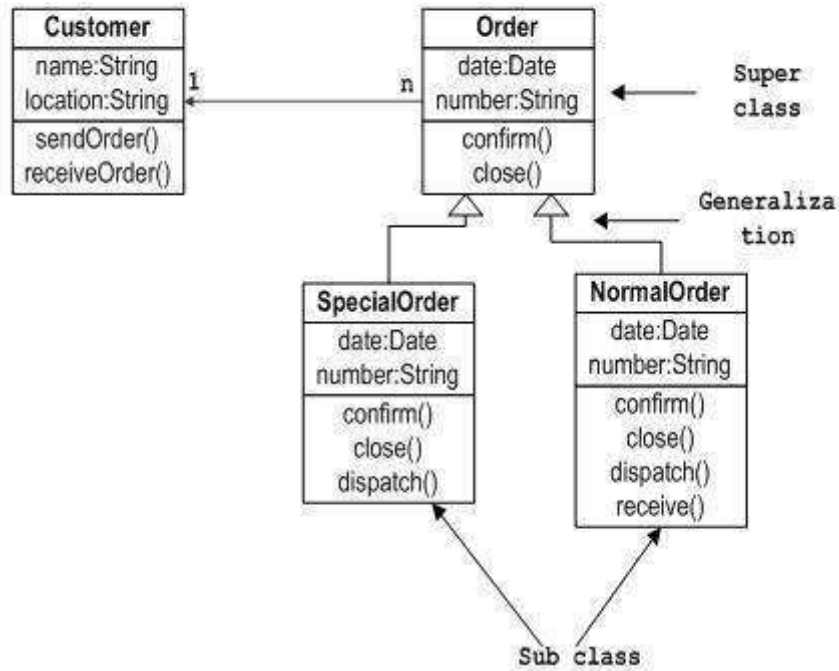 Customer
name:String
location:String
sendOrder()
receiveOrder()
1
n
Order
date:Date
number:String
confirm()
close()
Super
class
Generaliza
tion
SpecialOrder
date:Date
number:String
confirm()
close()
dispatch()
NormalOrder
date:Date
number:String
confirm()
close()
dispatch()
receive()
Sub class